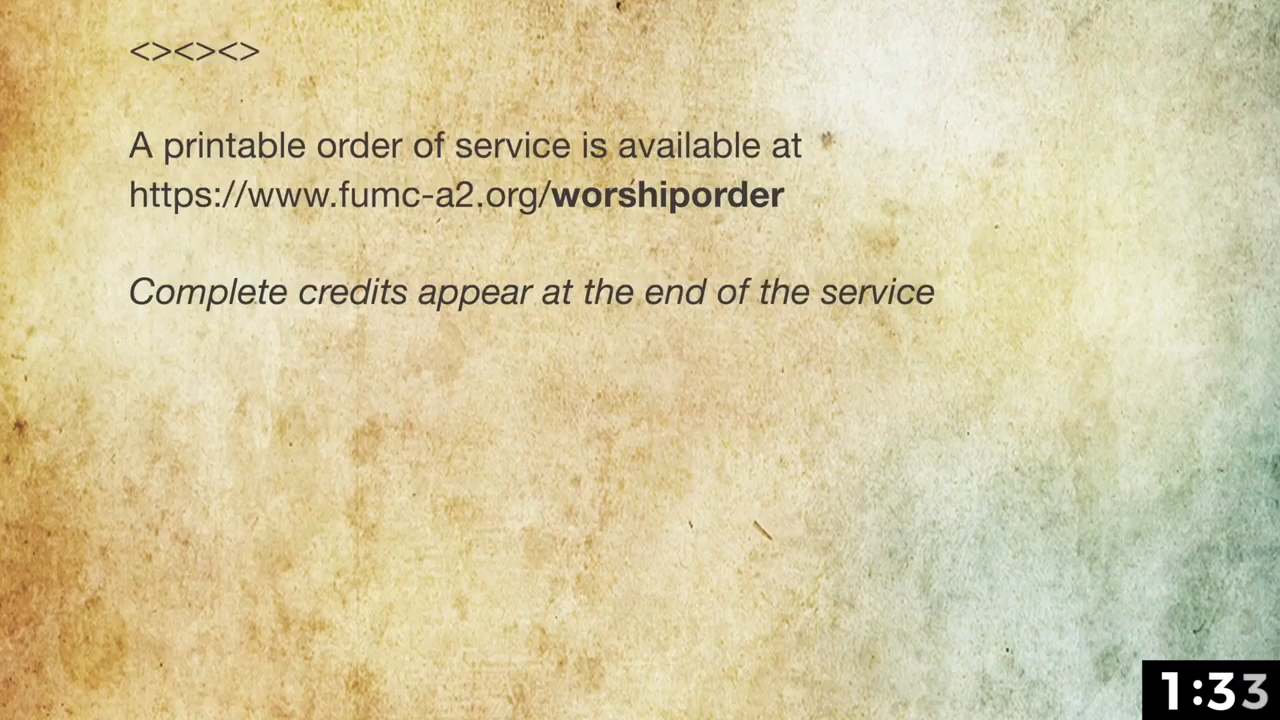 <><><>
A printable order of service is available at
https://www.fumc-a2.org/worshiporder
Complete credits appear at the end of the service
1:33